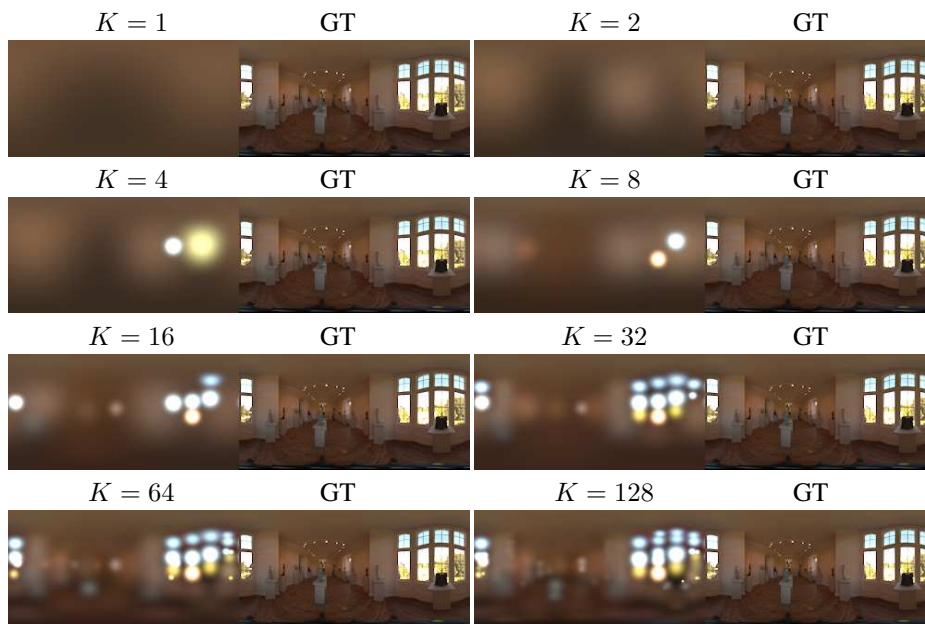 K = 1 GT K = 2 GT
K = 4 GT K = 8 GT
K = 16 GT K = 32 GT
K = 64 GT K = 128 GT